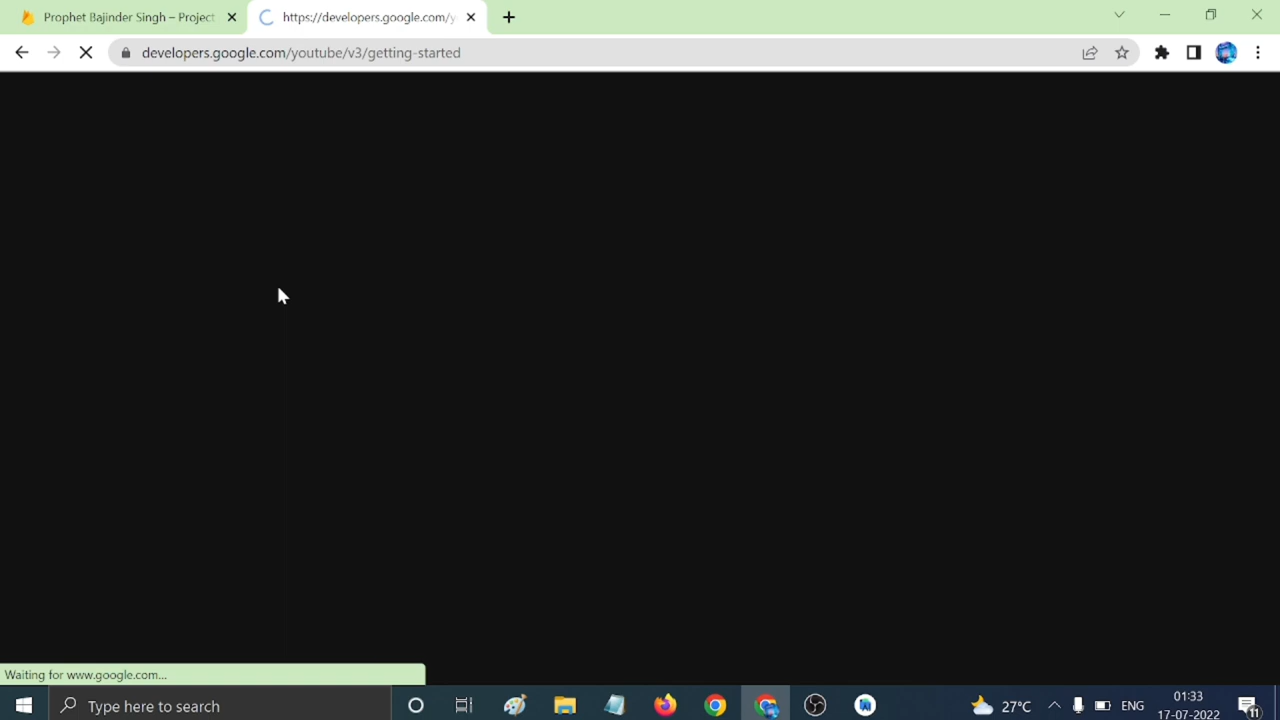 Prophet Bajinder Singh – Project
https://developers.google.com/y
developers.google.com/youtube/v3/getting-started
Waiting for www.google.com...
Type here to search
27°C
ENG
01:33
17-07-2022
11